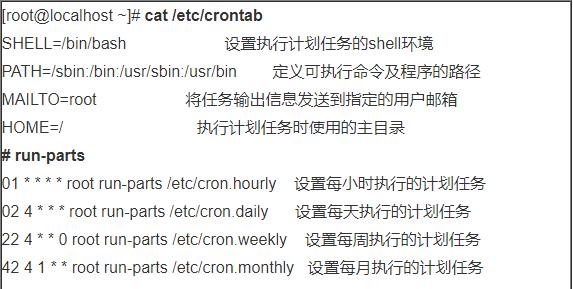 [root@localhost ~]# cat /etc/crontab
SHELL=/bin/bash 设置执行计划任务的shell环境
PATH=/sbin:/bin:/usr/sbin:/usr/bin 定义可执行命令及程序的路径
MAILTO=root 将任务输出信息发送到指定的用户邮箱
HOME=/ 执行计划任务时使用的主目录
# run-parts
01 * * * * root run-parts /etc/cron.hourly 设置每小时执行的计划任务
02 4 * * * root run-parts /etc/cron.daily 设置每天执行的计划任务
22 4 * * 0 root run-parts /etc/cron.weekly 设置每周执行的计划任务
42 4 1 * * root run-parts /etc/cron.monthly 设置每月执行的计划任务